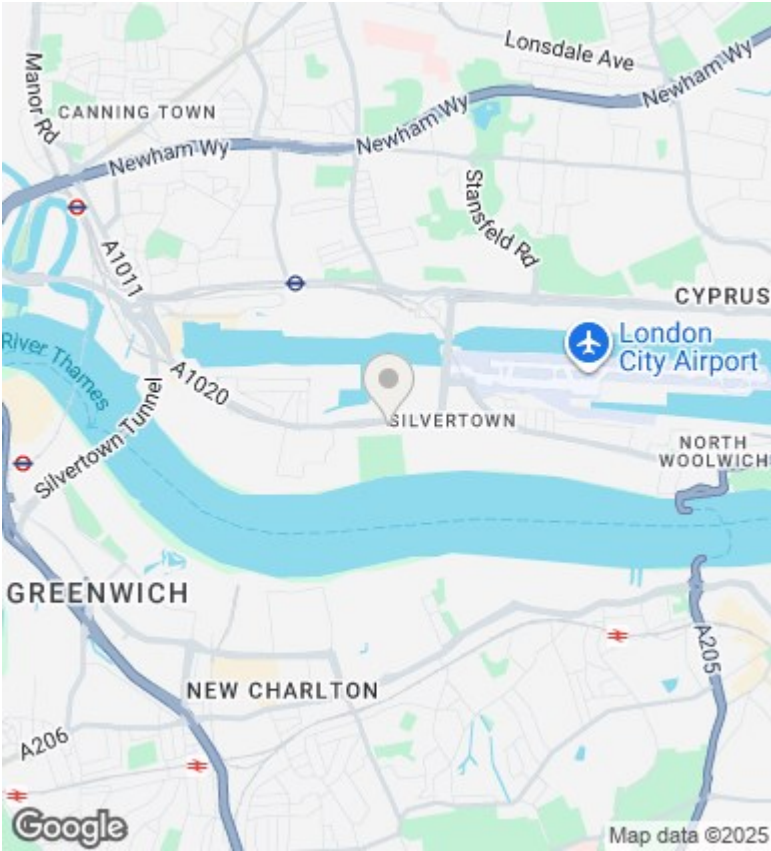 Lonsdale Ave
Manor Rd
Newham Wy
CANNING TOWN
Newham Wy
Newham Wy
Stansfeld Rd
A1011
CYPRUS
London
City Airport
River Thames
A1020
Silvertown Tunnel
SILVERTOWN
NORTH
WOOLWICH
GREENWICH
A205
NEW CHARLTON
A206
Google
Map data ©2025